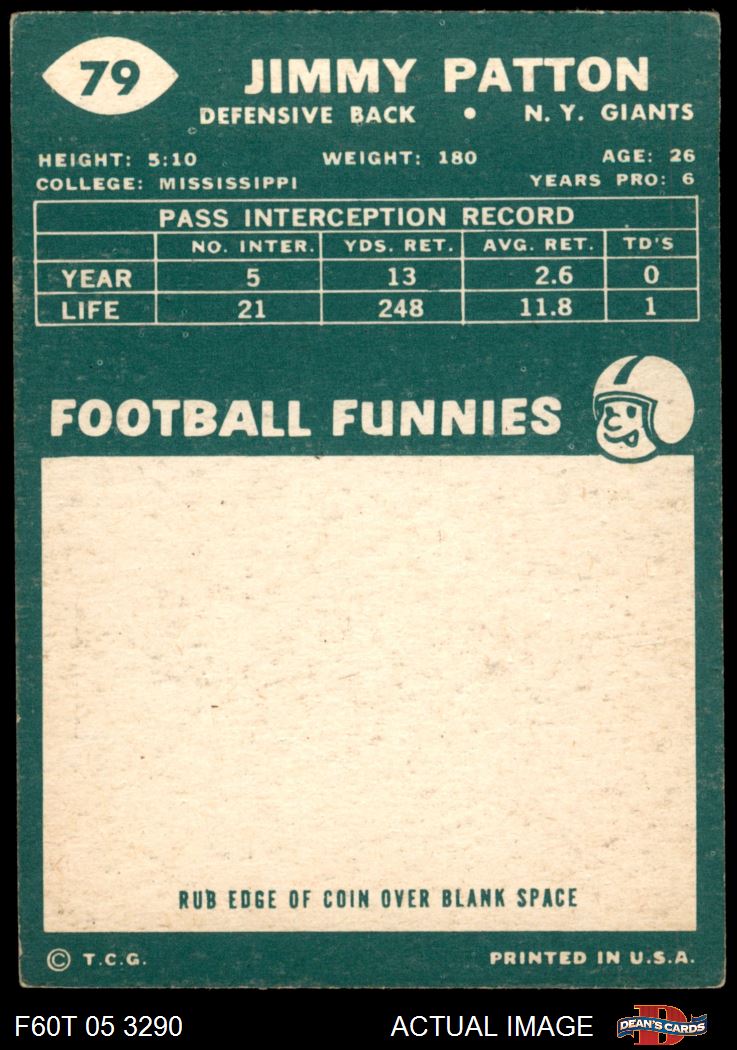 79
JIMMY PATTON
DEFENSIVE BACK • N. Y. GIANTS
HEIGHT: 5:10 WEIGHT: 180 AGE: 26
COLLEGE: MISSISSIPPI YEARS PRO: 6
PASS INTERCEPTION RECORD
NO. INTER. YDS. RET. AVG. RET. TD'S
YEAR 5 13 2.6 0
LIFE 21 248 11.8 1
FOOTBALL FUNNIES
RUB EDGE OF COIN OVER BLANK SPACE
© T.C.G. PRINTED IN U.S.A.
F60T 05 3290 ACTUAL IMAGE D DEAN'S CARDS